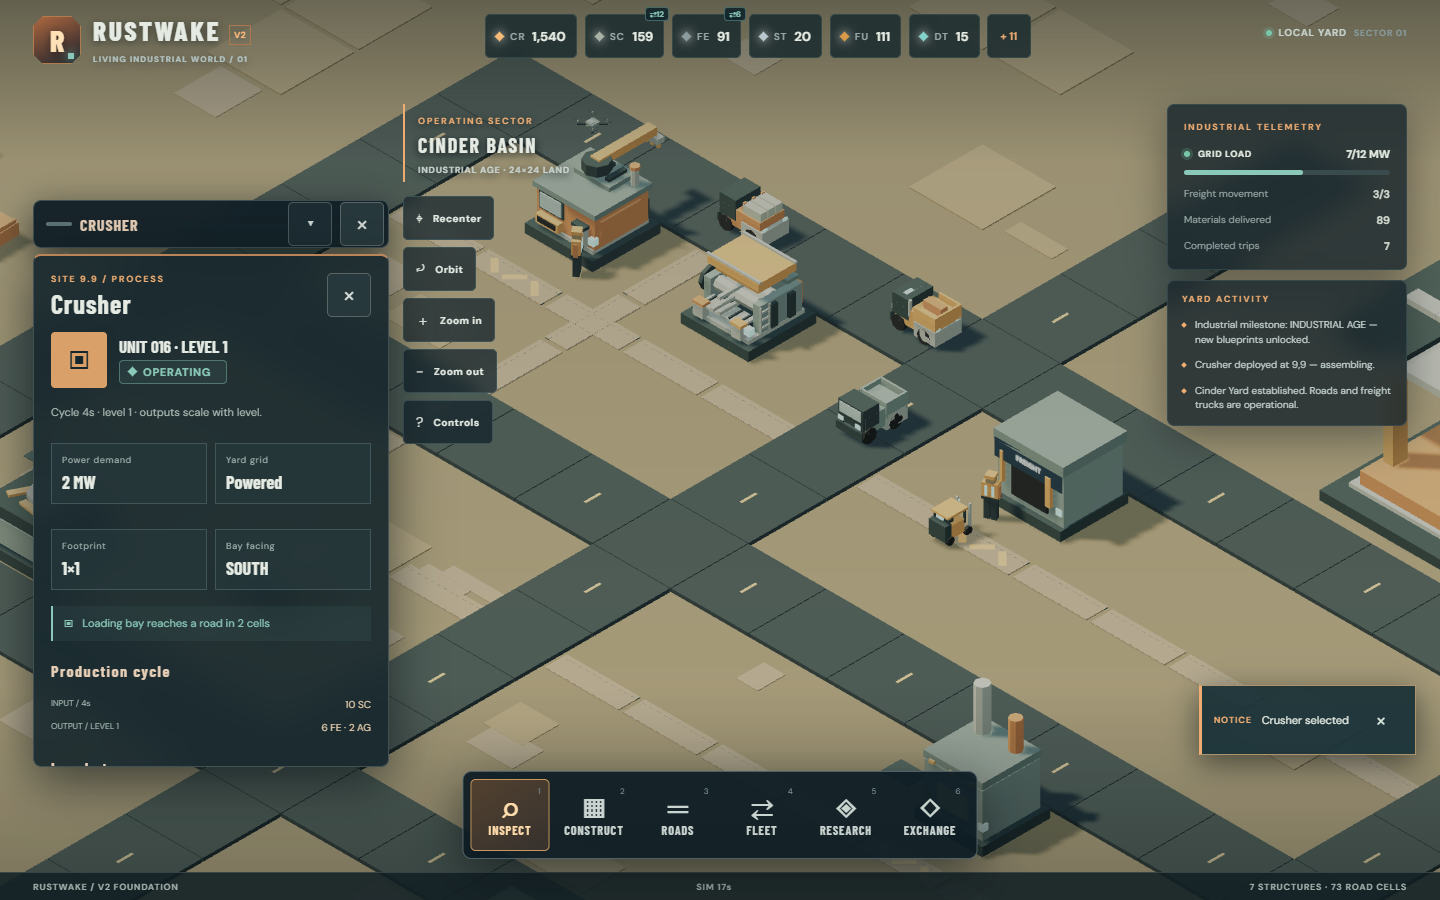 R
RUSTWAKE V2
LIVING INDUSTRIAL WORLD / 01
CR 1,540
SC 159
⇄12
FE 91
⇄6
ST 20
FU 111
DT 15
+11
LOCAL YARD SECTOR 01
OPERATING SECTOR
CINDER BASIN
INDUSTRIAL AGE · 24×24 LAND
Recenter
Orbit
+ Zoom in
− Zoom out
? Controls
CRUSHER
SITE 9.9 / PROCESS
Crusher
UNIT 016 · LEVEL 1
OPERATING
Cycle 4s · level 1 · outputs scale with level.
Power demand
2 MW
Yard grid
Powered
Footprint
1×1
Bay facing
SOUTH
Loading bay reaches a road in 2 cells
Production cycle
INPUT / 4s 10 SC
OUTPUT / LEVEL 1 6 FE · 2 AG
INDUSTRIAL TELEMETRY
GRID LOAD 7/12 MW
Freight movement 3/3
Materials delivered 89
Completed trips 7
YARD ACTIVITY
Industrial milestone: INDUSTRIAL AGE —
new blueprints unlocked.
Crusher deployed at 9,9 — assembling.
Cinder Yard established. Roads and freight
trucks are operational.
FREIGHT
NOTICE Crusher selected
1 INSPECT
2 CONSTRUCT
3 ROADS
4 FLEET
5 RESEARCH
6 EXCHANGE
RUSTWAKE / V2 FOUNDATION
SIM 17s
7 STRUCTURES · 73 ROAD CELLS